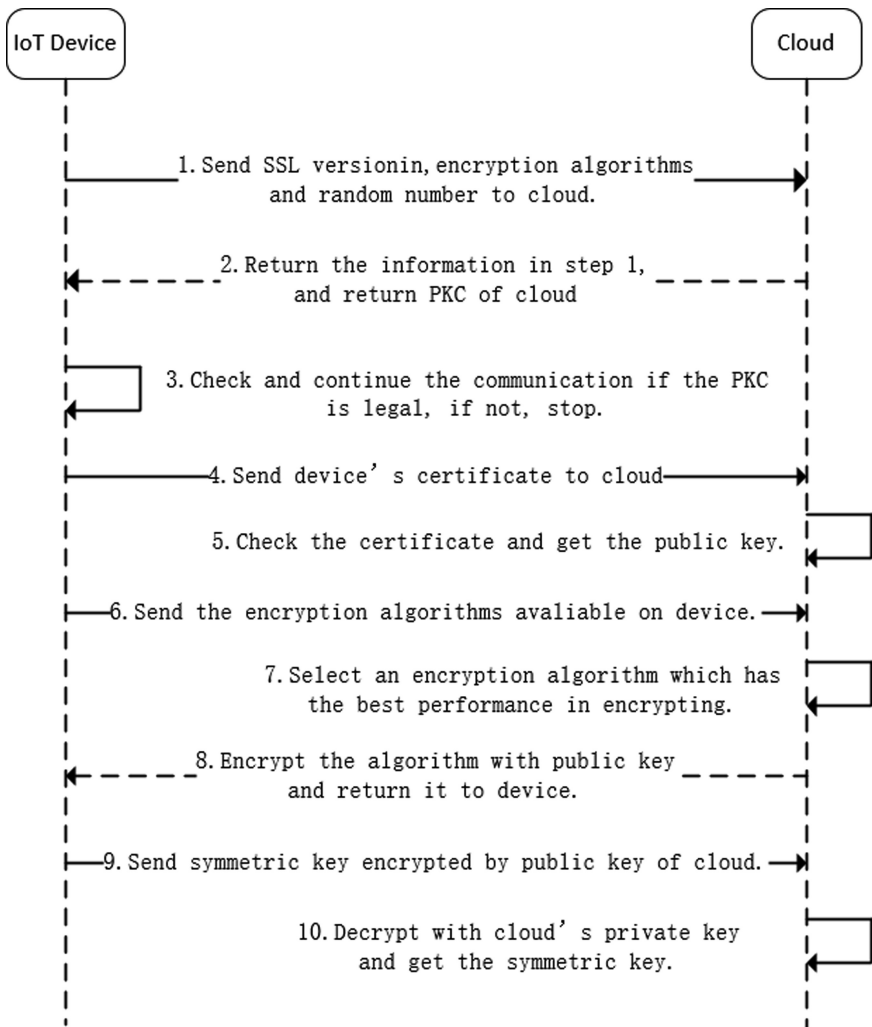 IoT Device
Cloud
1.Send SSL versionin, encryption algorithms
and random number to cloud.
2.Return the information in step 1,
and return PKC of cloud
3.Check and continue the communication if the PKC
is legal, if not, stop.
4.Send device’s certificate to cloud
5.Check the certificate and get the public key.
6.Send the encryption algorithms avaliable on device.
7.Select an encryption algorithm which has
the best performance in encrypting.
8.Encrypt the algorithm with public key
and return it to device.
9.Send symmetric key encrypted by public key of cloud.
10.Decrypt with cloud’s private key
and get the symmetric key.